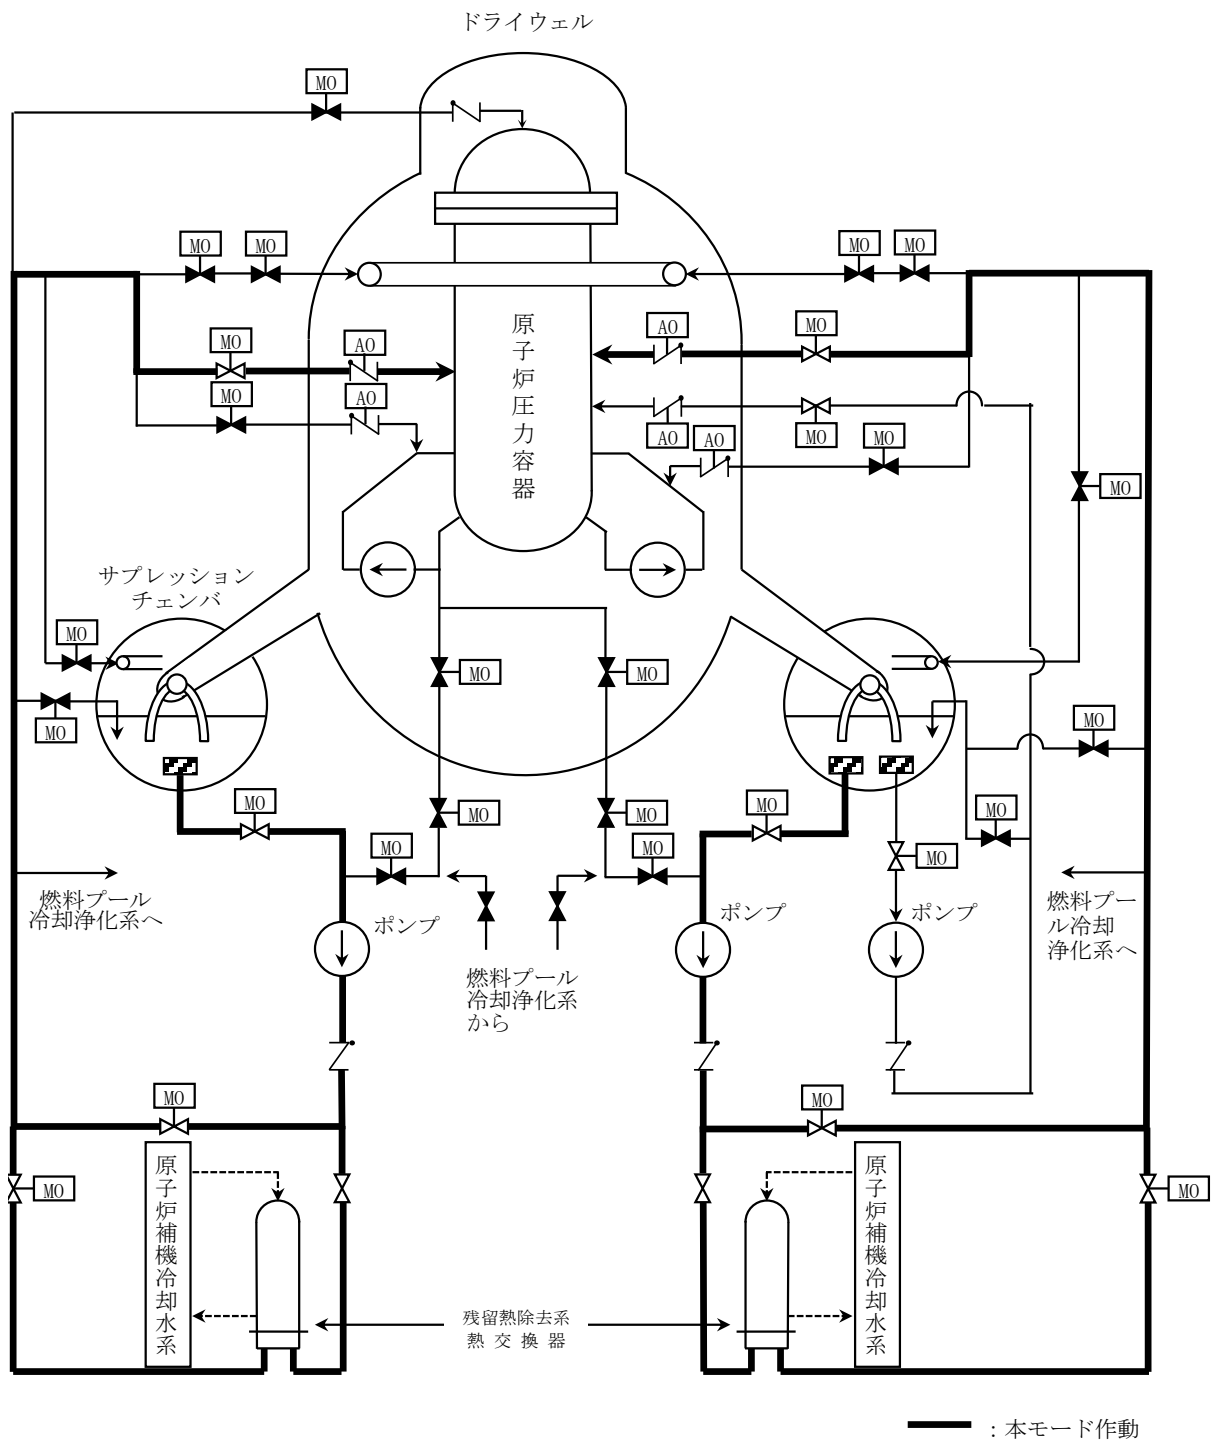 ドライウェル
MO
MO
MO
MO
MO
原子炉圧力容器
MO
AO
AO
MO
MO
AO
AO
MO
MO
AO
MO
MO
サプレッション
チェンバ
MO
MO
MO
MO
MO
MO
MO
MO
MO
MO
MO
MO
MO
MO
燃料プール
冷却浄化系へ
ポンプ
ポンプ
ポンプ
燃料プー
ル冷却
浄化系へ
燃料プール
冷却浄化系
から
MO
MO
MO
MO
原子炉補機冷却水系
原子炉補機冷却水系
残留熱除去系
熱交換器
:本モード作動